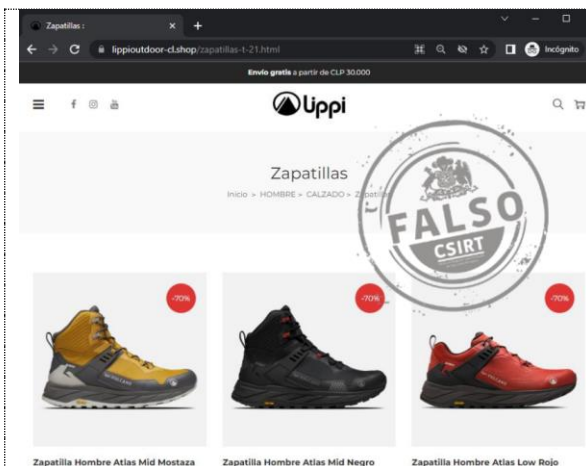 Zapatillas :
lippioutdoor-cl.shop/zapatillas-t-21.html
Incógnito
Envío gratis a partir de CLP 30.000
Lippi
Zapatillas
Inicio > HOMBRE > CALZADO > Zapatillas
FALSO
CSIRT
-70%
-70%
-70%
Zapatilla Hombre Atlas Mid Mostaza
Zapatilla Hombre Atlas Mid Negro
Zapatilla Hombre Atlas Low Rojo